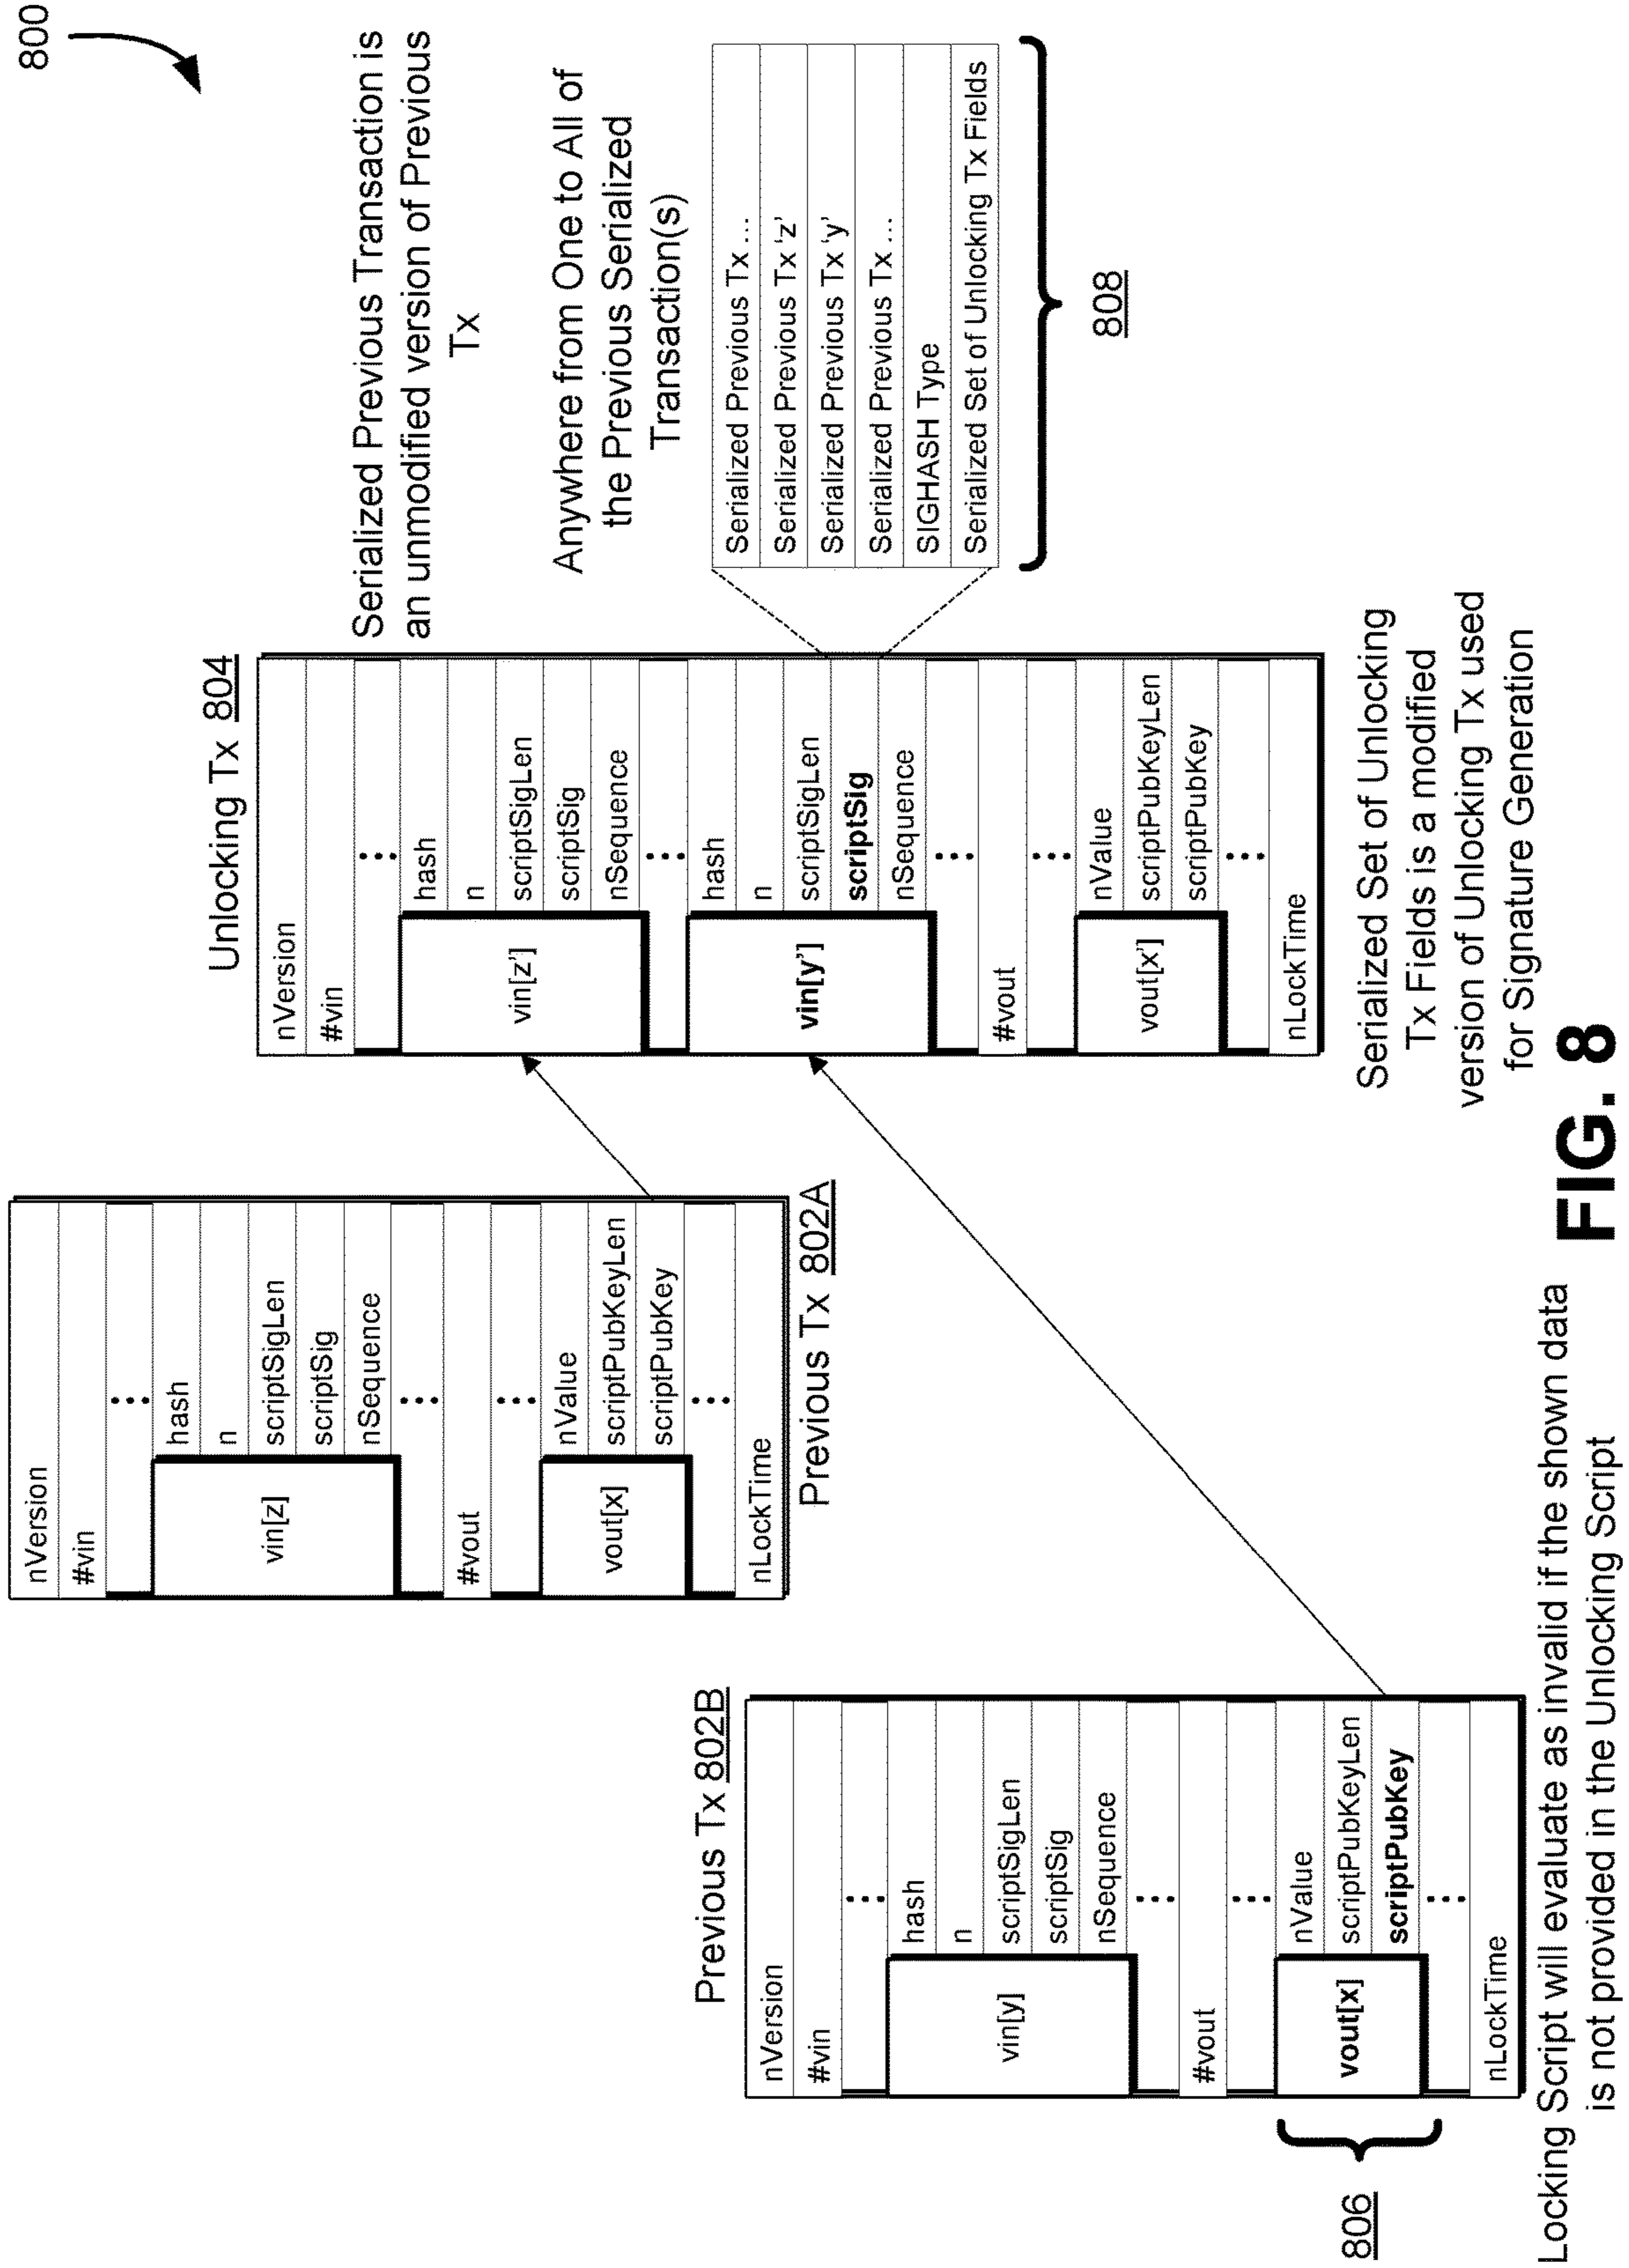 800
nVersion
#vin
vin[z]
hash
n
scriptSigLen
scriptSig
nSequence
#vout
vout[x]
nValue
scriptPubKeyLen
scriptPubKey
nLockTime
Previous Tx 802A
Previous Tx 802B
nVersion
#vin
vin[y]
hash
n
scriptSigLen
scriptSig
nSequence
#vout
vout[x]
nValue
scriptPubKeyLen
scriptPubKey
nLockTime
806
Locking Script will evaluate as invalid if the shown data
is not provided in the Unlocking Script
Unlocking Tx 804
nVersion
#vin
vin[z']
hash
n
scriptSigLen
scriptSig
nSequence
vin[y']
hash
n
scriptSigLen
scriptSig
nSequence
#vout
vout[x']
nValue
scriptPubKeyLen
scriptPubKey
nLockTime
Serialized Set of Unlocking
Tx Fields is a modified
version of Unlocking Tx used
for Signature Generation
Serialized Previous Transaction is
an unmodified version of Previous
Tx
Anywhere from One to All of
the Previous Serialized
Transaction(s)
Serialized Previous Tx ...
Serialized Previous Tx 'z'
Serialized Previous Tx 'y'
Serialized Previous Tx ...
SIGHASH Type
Serialized Set of Unlocking Tx Fields
808
FIG. 8